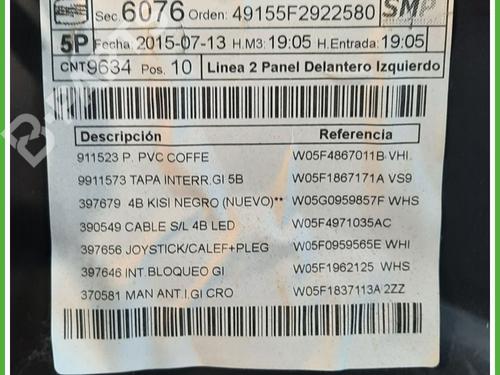 Sec. 6076 Orden: 49155F2922580 SMP
5P Fecha: 2015-07-13 H.M3: 19:05 H.Entrada: 19:05
CNT9634 Pos. 10 Linea 2 Panel Delantero Izquierdo
Descripción Referencia
911523 P. PVC COFFE W05F4867011B VHI
9911573 TAPA INTERR.GI 5B W05F1867171A VS9
397679 4B KISI NEGRO (NUEVO)** W05G0959857F WHS
390549 CABLE S/L 4B LED W05F4971035AC
397656 JOYSTICK/CALEF+PLEG W05F0959565E WHI
397646 INT.BLOQUEO GI W05F1962125 WHS
370581 MAN ANT.I.GI CRO W05F1837113A 2ZZ